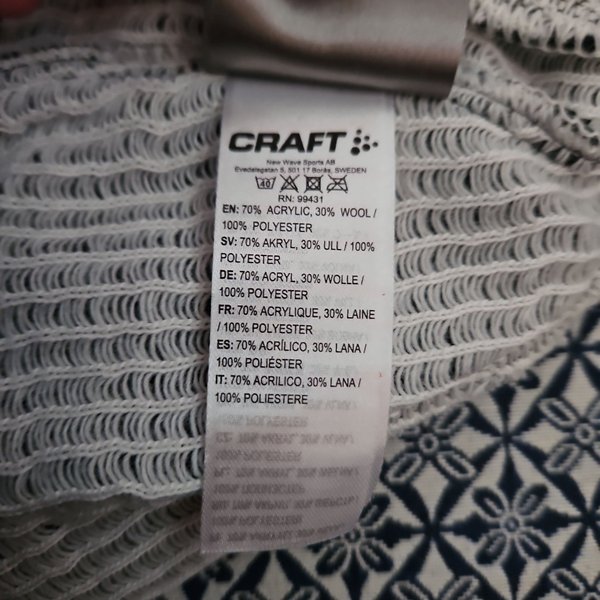 CRAFT
New Wave Sports AB
Evedalsgatan 5, 501 17 Borås, SWEDEN
40
RN: 99431
EN: 70% ACRYLIC, 30% WOOL /
100% POLYESTER
SV: 70% AKRYL, 30% ULL / 100%
POLYESTER
DE: 70% ACRYL, 30% WOLLE /
100% POLYESTER
FR: 70% ACRYLIQUE, 30% LAINE
/ 100% POLYESTER
ES: 70% ACRÍLICO, 30% LANA /
100% POLIÉSTER
IT: 70% ACRILICO, 30% LANA /
100% POLIESTERE